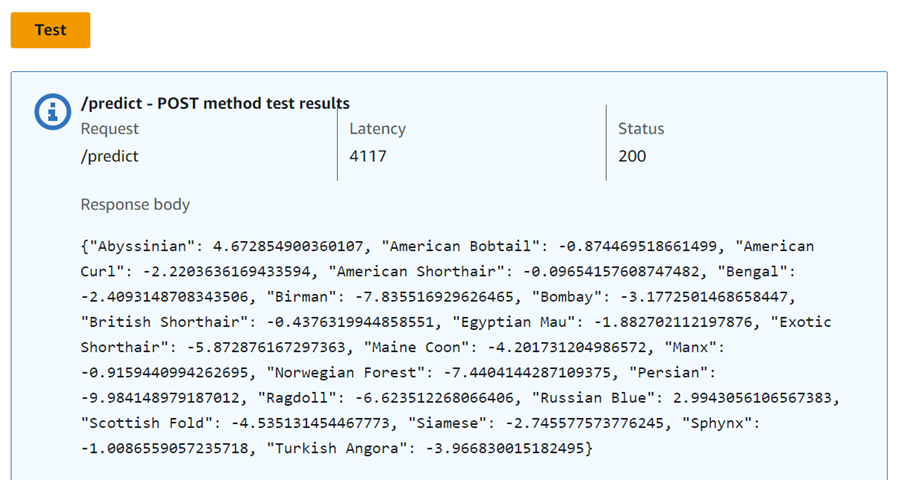 Test
/predict - POST method test results
Request
/predict
Latency
4117
Status
200
Response body
{"Abyssinian": 4.672854900360107, "American Bobtail": -0.874469518661499, "American
Curl": -2.2203636169433594, "American Shorthair": -0.09654157608747482, "Bengal":
-2.4093148708343506, "Birman": -7.835516929626465, "Bombay": -3.1772501468658447,
"British Shorthair": -0.4376319944858551, "Egyptian Mau": -1.882702112197876, "Exotic
Shorthair": -5.872876167297363, "Maine Coon": -4.201731204986572, "Manx":
-0.9159440994262695, "Norwegian Forest": -7.4404144287109375, "Persian":
-9.984148979187012, "Ragdoll": -6.623512268066406, "Russian Blue": 2.9943056106567383,
"Scottish Fold": -4.535131454467773, "Siamese": -2.745577573776245, "Sphynx":
-1.0086559057235718, "Turkish Angora": -3.966830015182495}